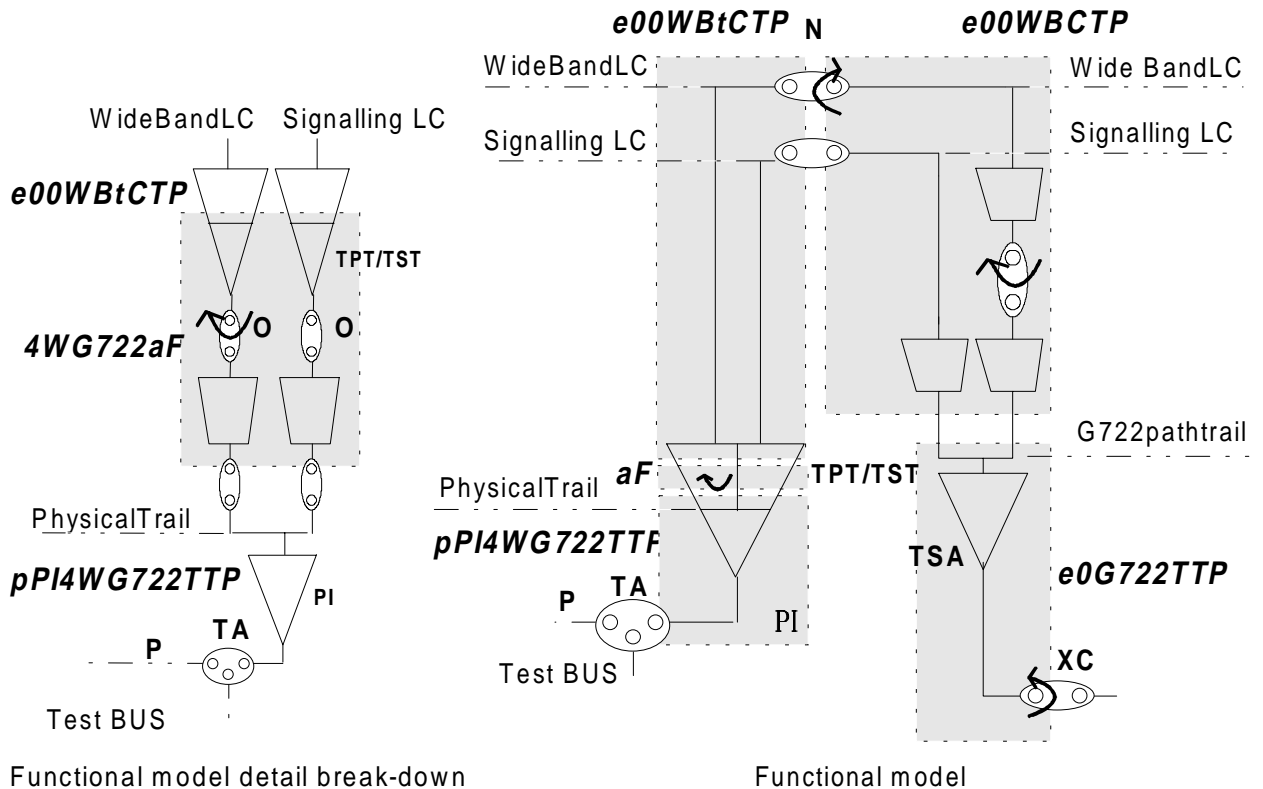 e00WBtCTP N e00WBCTP
WideBandLC Wide BandLC
WideBandLC Signalling LC
Signalling LC Signalling LC
e00WBtCTP
TPT/TST
O O
4WG722aF
G722pathtrail
aF TPT/TST
PhysicalTrail
PhysicalTrail
pPI4WG722TTP TSA
pPI4WG722TTP PI e0G722TTP
P TA PI
TA
P
XC
Test BUS
Test BUS
Functional model detail break-down Functional model